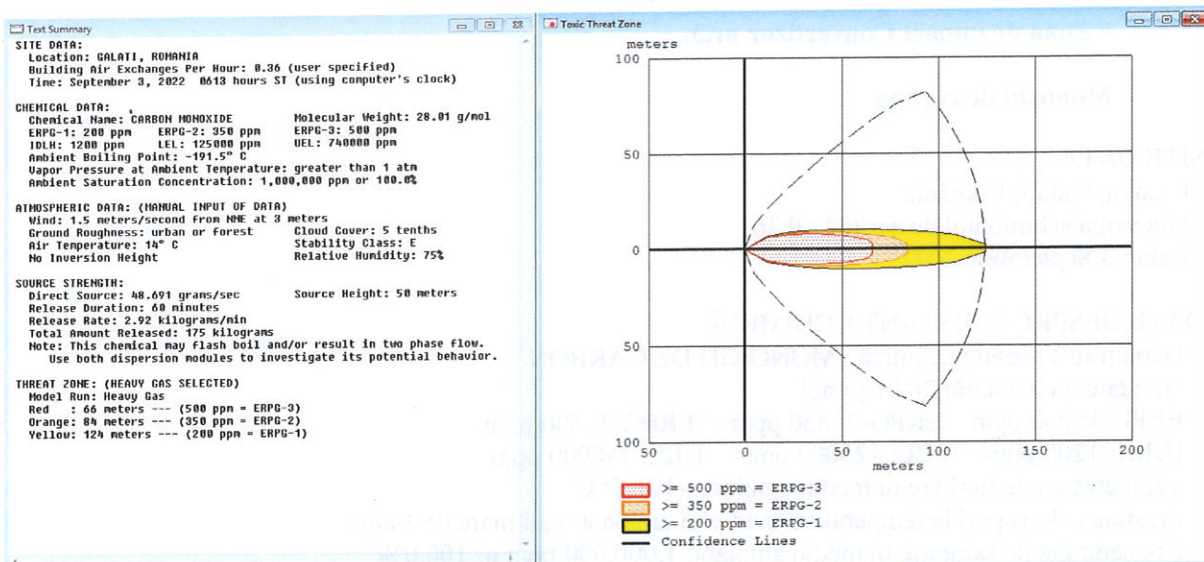 Text Summary
SITE DATA:
Location: GALATI, ROMANIA
Building Air Exchanges Per Hour: 0.36 (user specified)
Time: September 3, 2022 0613 hours ST (using computer's clock)
CHEMICAL DATA:
Chemical Name: CARBON MONOXIDE Molecular Weight: 28.01 g/mol
ERPG-1: 200 ppm ERPG-2: 350 ppm ERPG-3: 500 ppm
IDLH: 1200 ppm LEL: 125000 ppm UEL: 740000 ppm
Ambient Boiling Point: -191.5° C
Vapor Pressure at Ambient Temperature: greater than 1 atm
Ambient Saturation Concentration: 1,000,000 ppm or 100.0%
ATMOSPHERIC DATA: (MANUAL INPUT OF DATA)
Wind: 1.5 meters/second from NNE at 3 meters
Ground Roughness: urban or forest Cloud Cover: 5 tenths
Air Temperature: 14° C Stability Class: E
No Inversion Height Relative Humidity: 75%
SOURCE STRENGTH:
Direct Source: 48.691 grams/sec Source Height: 50 meters
Release Duration: 60 minutes
Release Rate: 2.92 kilograms/min
Total Amount Released: 175 kilograms
Note: This chemical may flash boil and/or result in two phase flow.
Use both dispersion modules to investigate its potential behavior.
THREAT ZONE: (HEAVY GAS SELECTED)
Model Run: Heavy Gas
Red : 66 meters --- (500 ppm = ERPG-3)
Orange: 84 meters --- (350 ppm = ERPG-2)
Yellow: 124 meters --- (200 ppm = ERPG-1)
Toxic Threat Zone
meters
100
50
0
50
100
50 0 50 100 150 200
meters
>= 500 ppm = ERPG-3
>= 350 ppm = ERPG-2
>= 200 ppm = ERPG-1
Confidence Lines